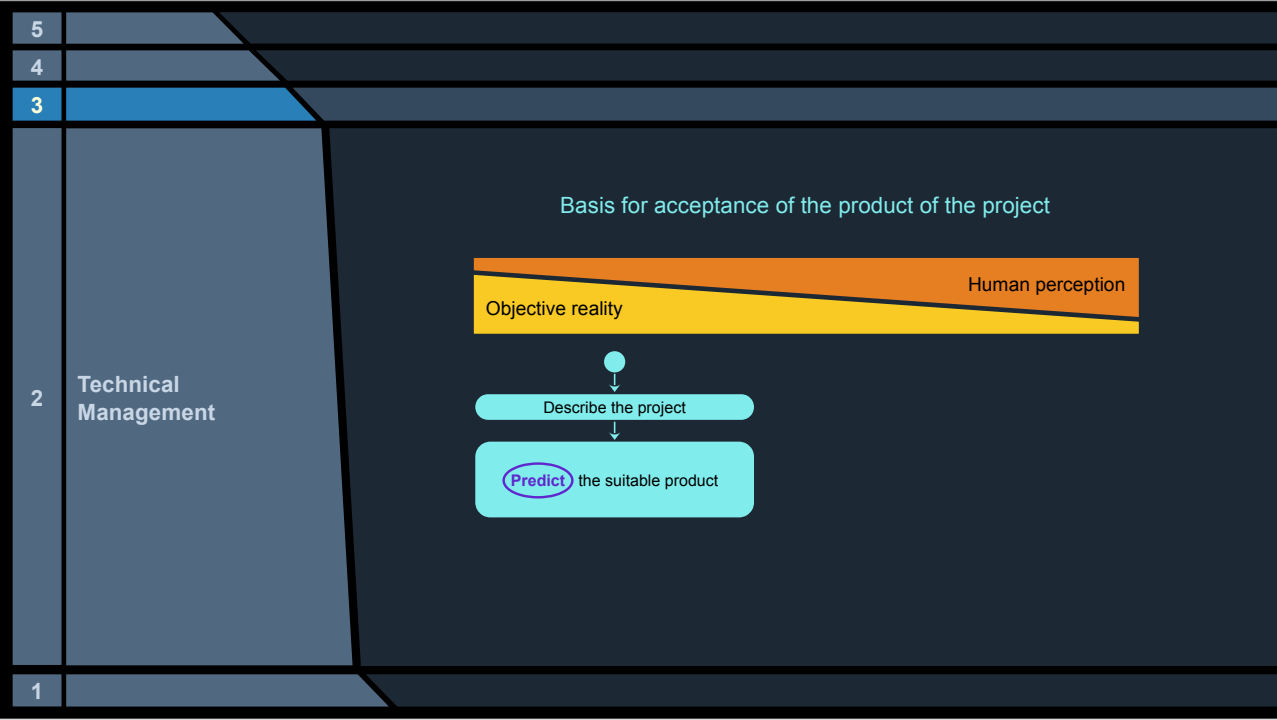 5
4
3
Basis for acceptance of the product of the project
Human perception
Objective reality
2
Technical
Management
Describe the project
Predict the suitable product
1